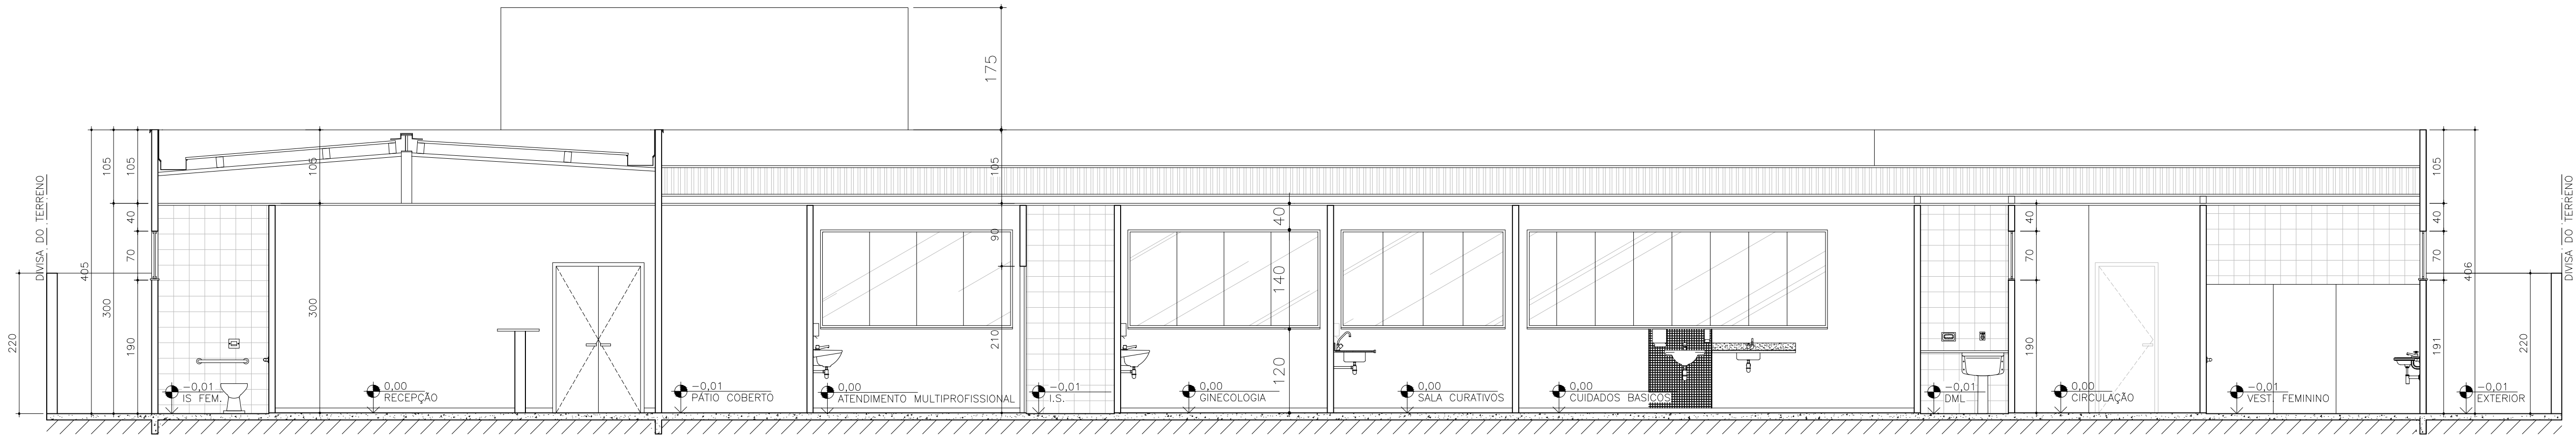 175
DIVISA DO TERRENO
220
405
105
300
105
40
70
190
105
300
105
90
210
40
140
120
40
70
190
105
40
70
191
406
220
DIVISA DO TERRENO
-0,01
IS FEM.
0,00
RECEPÇÃO
-0,01
PÁTIO COBERTO
0,00
ATENDIMENTO MULTIPROFISSIONAL
-0,01
I.S.
0,00
GINECOLOGIA
0,00
SALA CURATIVOS
0,00
CUIDADOS BASICOS
-0,01
DML
0,00
CIRCULAÇÃO
-0,01
VEST. FEMININO
-0,01
EXTERIOR